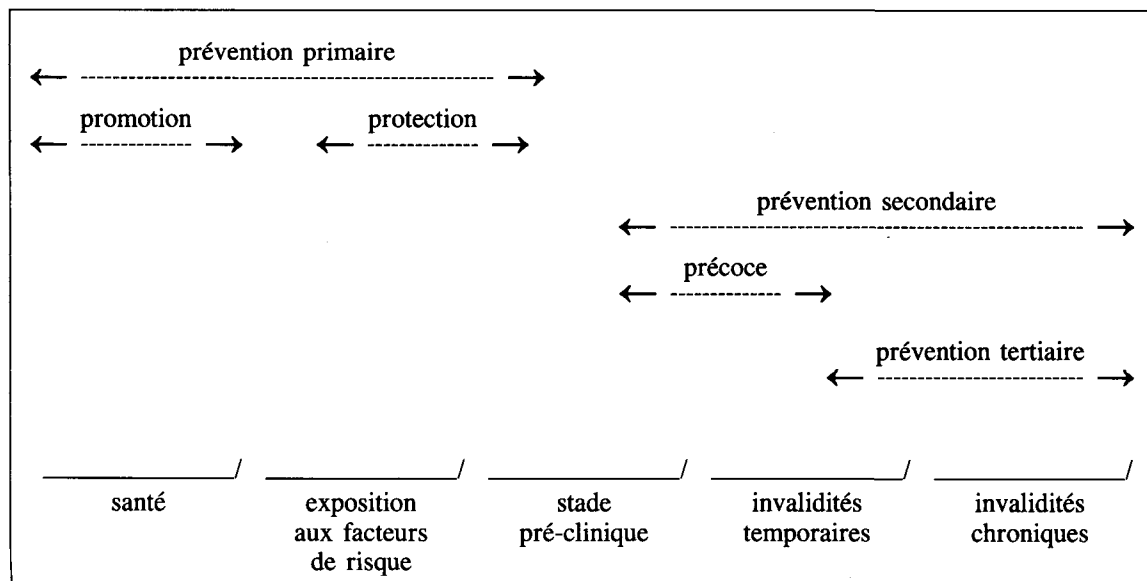 prévention primaire
promotion
protection
prévention secondaire
précoce
prévention tertiaire
santé
exposition
aux facteurs
de risque
stade
pré-clinique
invalidités
temporaires
invalidités
chroniques